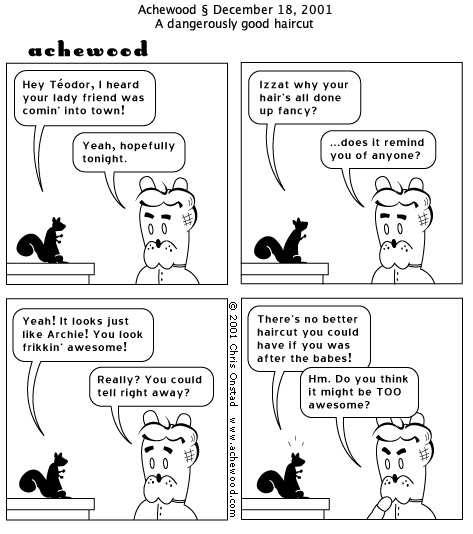 Achewood § December 18, 2001
A dangerously good haircut
achewood
Hey Téodor, I heard
your lady friend was
comin' into town!
Yeah, hopefully
tonight.
Izzat why your
hair's all done
up fancy?
...does it remind
you of anyone?
Yeah! It looks just
like Archie! You look
frikkin' awesome!
Really? You could
tell right away?
© 2001 Chris Onstad www.achewood.com
There's no better
haircut you could
have if you was
after the babes!
Hm. Do you think
it might be TOO
awesome?